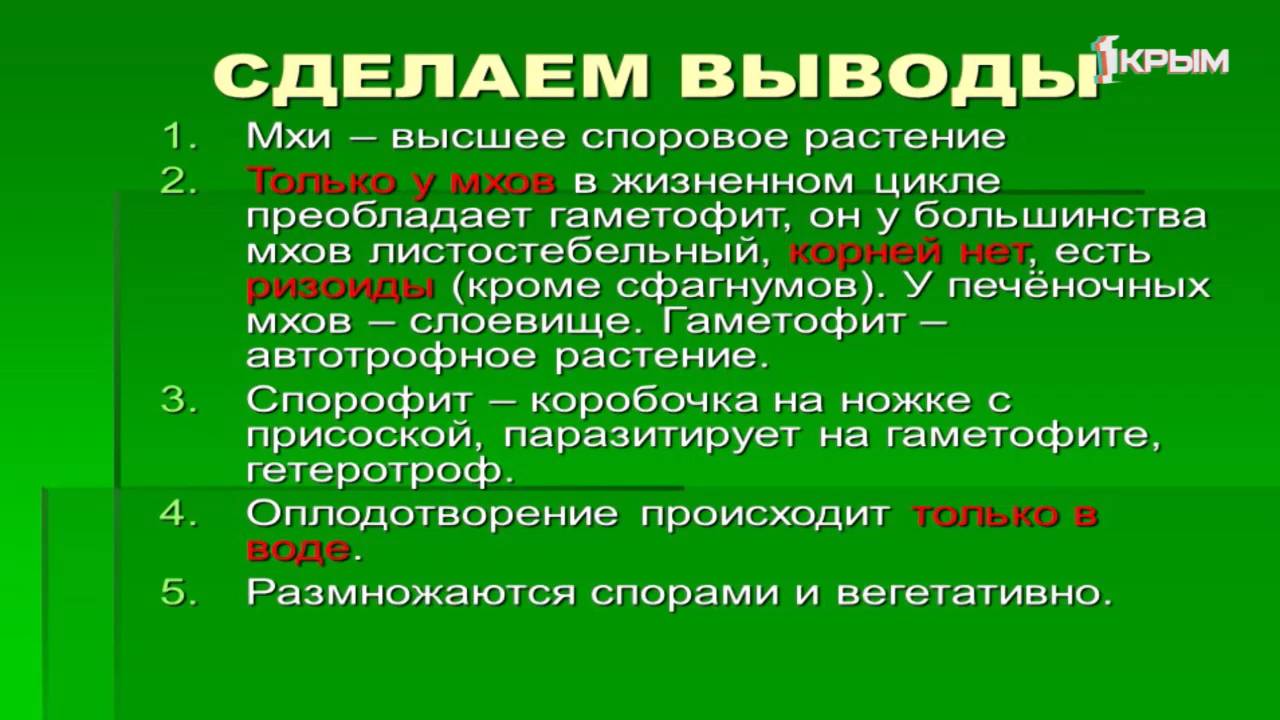 СДЕЛАЕМ ВЫВОДЫ
1КРЫМ
1. Мхи – высшее споровое растение
2. Только у мхов в жизненном цикле
преобладает гаметофит, он у большинства
мхов листостебельный, корней нет, есть
ризоиды (кроме сфагнумов). У печёночных
мхов – слоевище. Гаметофит –
автотрофное растение.
3. Спорофит – коробочка на ножке с
присоской, паразитирует на гаметофите,
гетеротроф.
4. Оплодотворение происходит только в
воде.
5. Размножаются спорами и вегетативно.